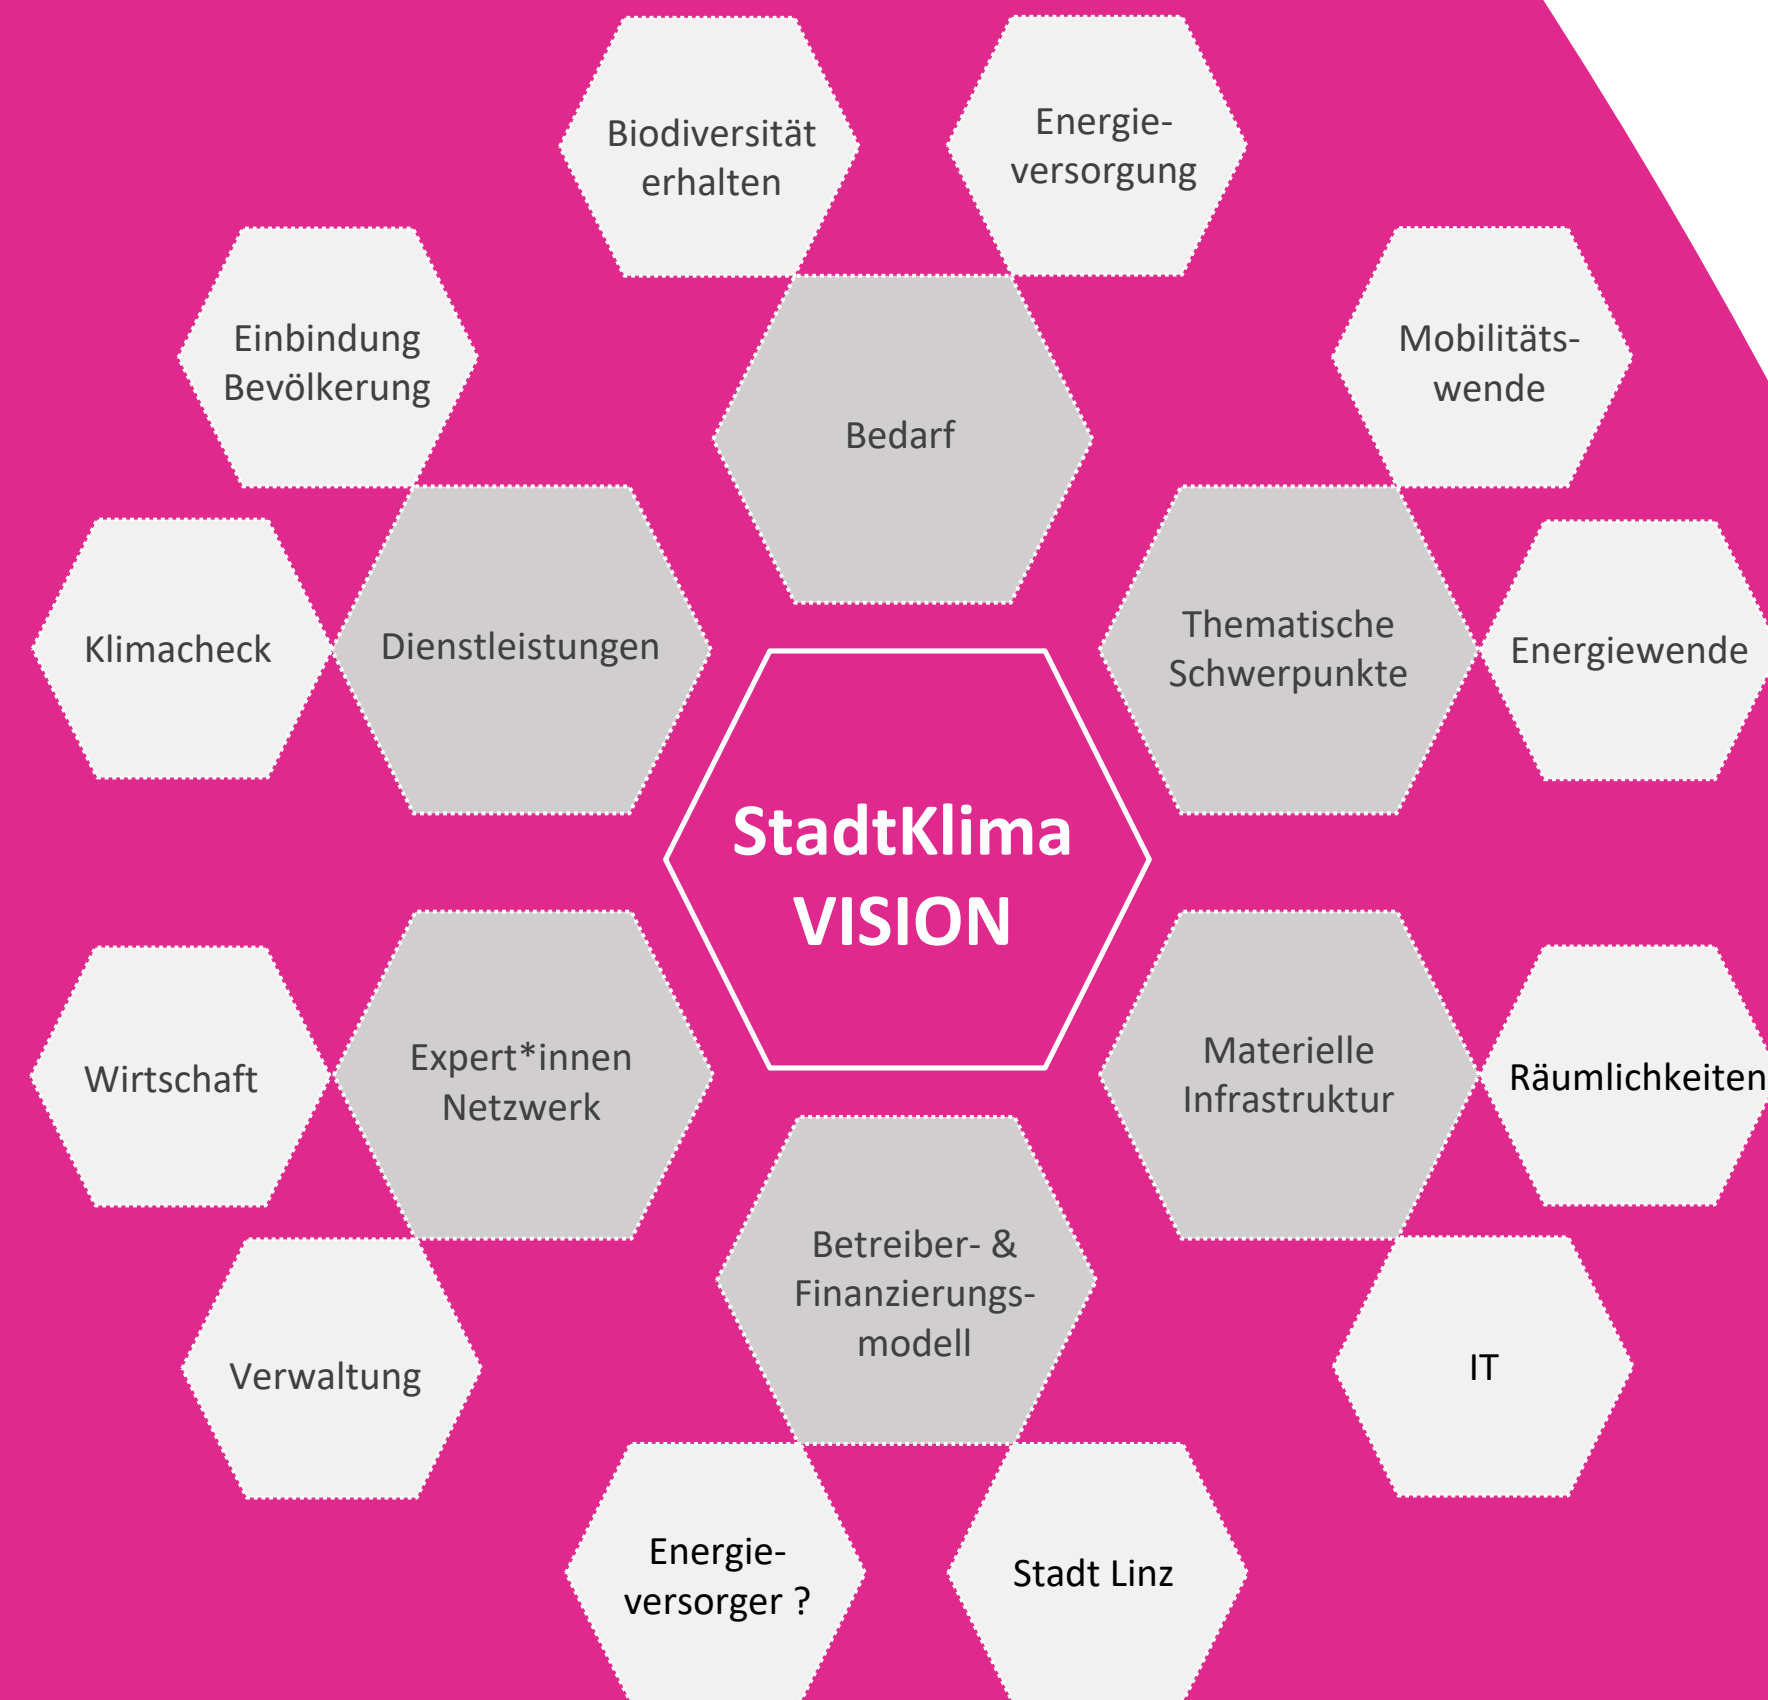 Biodiversität
erhalten
Energie-
versorgung
Einbindung
Bevölkerung
Mobilitäts-
wende
Bedarf
Klimacheck
Dienstleistungen
Thematische
Schwerpunkte
Energiewende
StadtKlima
VISION
Wirtschaft
Expert*innen
Netzwerk
Materielle
Infrastruktur
Räumlichkeiten
Betreiber- &
Finanzierungs-
modell
Verwaltung
IT
Energie-
versorger ?
Stadt Linz